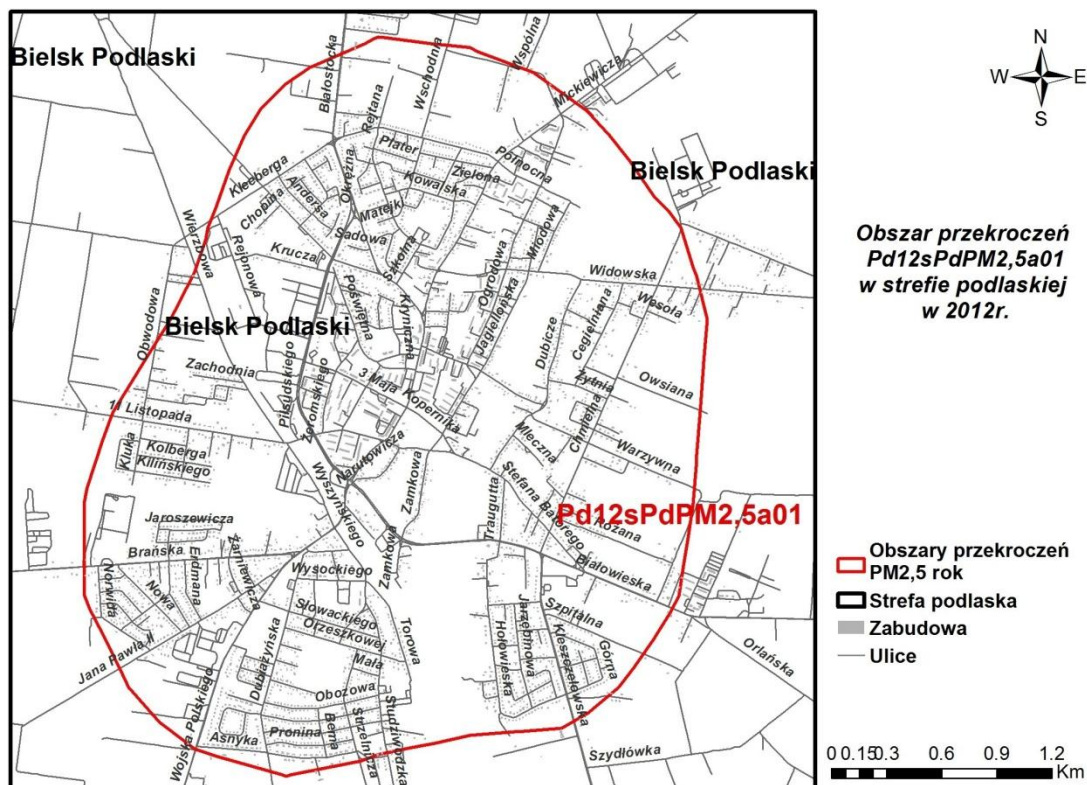 Bielsk Podlaski
Białostocka
Rejtana
Wschodnia
Wspólna
Mickiewicza
Plater
Północna
Zielona
Kowalska
Kleeberga
Okrężna
Andersa
Chopina
Matejki
Sadowa
Szkolna
Miodowa
Bielsk Podlaski
Wierzbowa
Rejonowa
Krucza
Ogrodowa
Jagiellońska
Widowska
Wesoła
Poświętna
Kryniczna
Cegielniana
Dubicze
Obwodowa
Bielsk Podlaski
Zachodnia
Piłsudskiego
Żeromskiego
3 Maja
Kopernika
Żytnia
Owsiana
Chmielna
11 Listopada
Kluka
Kolberga
Kilińskiego
Narutowicza
Wyszyńskiego
Zamkowa
Mleczna
Warzywna
Stefana Batorego
Traugutta
Pd12sPdPM2,5a01
Różana
Białowieska
Jaroszewicza
Brańska
Erdmana
Żarniewicza
Norwida
Nowa
Wysockiego
Zamkowa
Słowackiego
Orzeszkowej
Mała
Torowa
Szpitalna
Jarzębinowa
Hołowieska
Kleszczelowska
Górna
Orlańska
Jana Pawła II
Dubiażyńska
Wojska Polskiego
Obozowa
Asnyka
Pronina
Bema
Strzelnicza
Studziwodzka
Szydłówka
N
W E
S
Obszar przekroczeń
Pd12sPdPM2,5a01
w strefie podlaskiej
w 2012r.
Obszary przekroczeń
PM2,5 rok
Strefa podlaska
Zabudowa
Ulice
0 0.15 0.3 0.6 0.9 1.2
Km